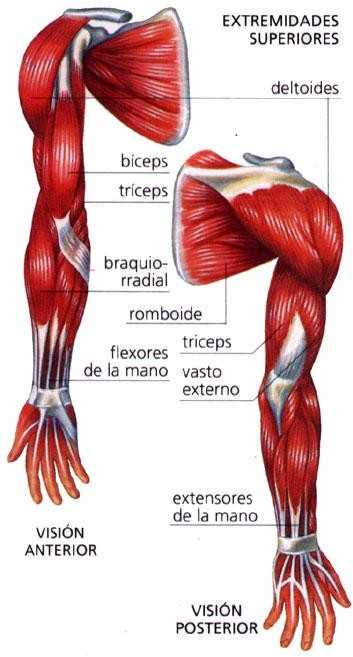 EXTREMIDADES
SUPERIORES
deltoides
bíceps
tríceps
braquio-
rradial
romboide
flexores
de la mano
triceps
vasto
externo
extensores
de la mano
VISIÓN
ANTERIOR
VISIÓN
POSTERIOR